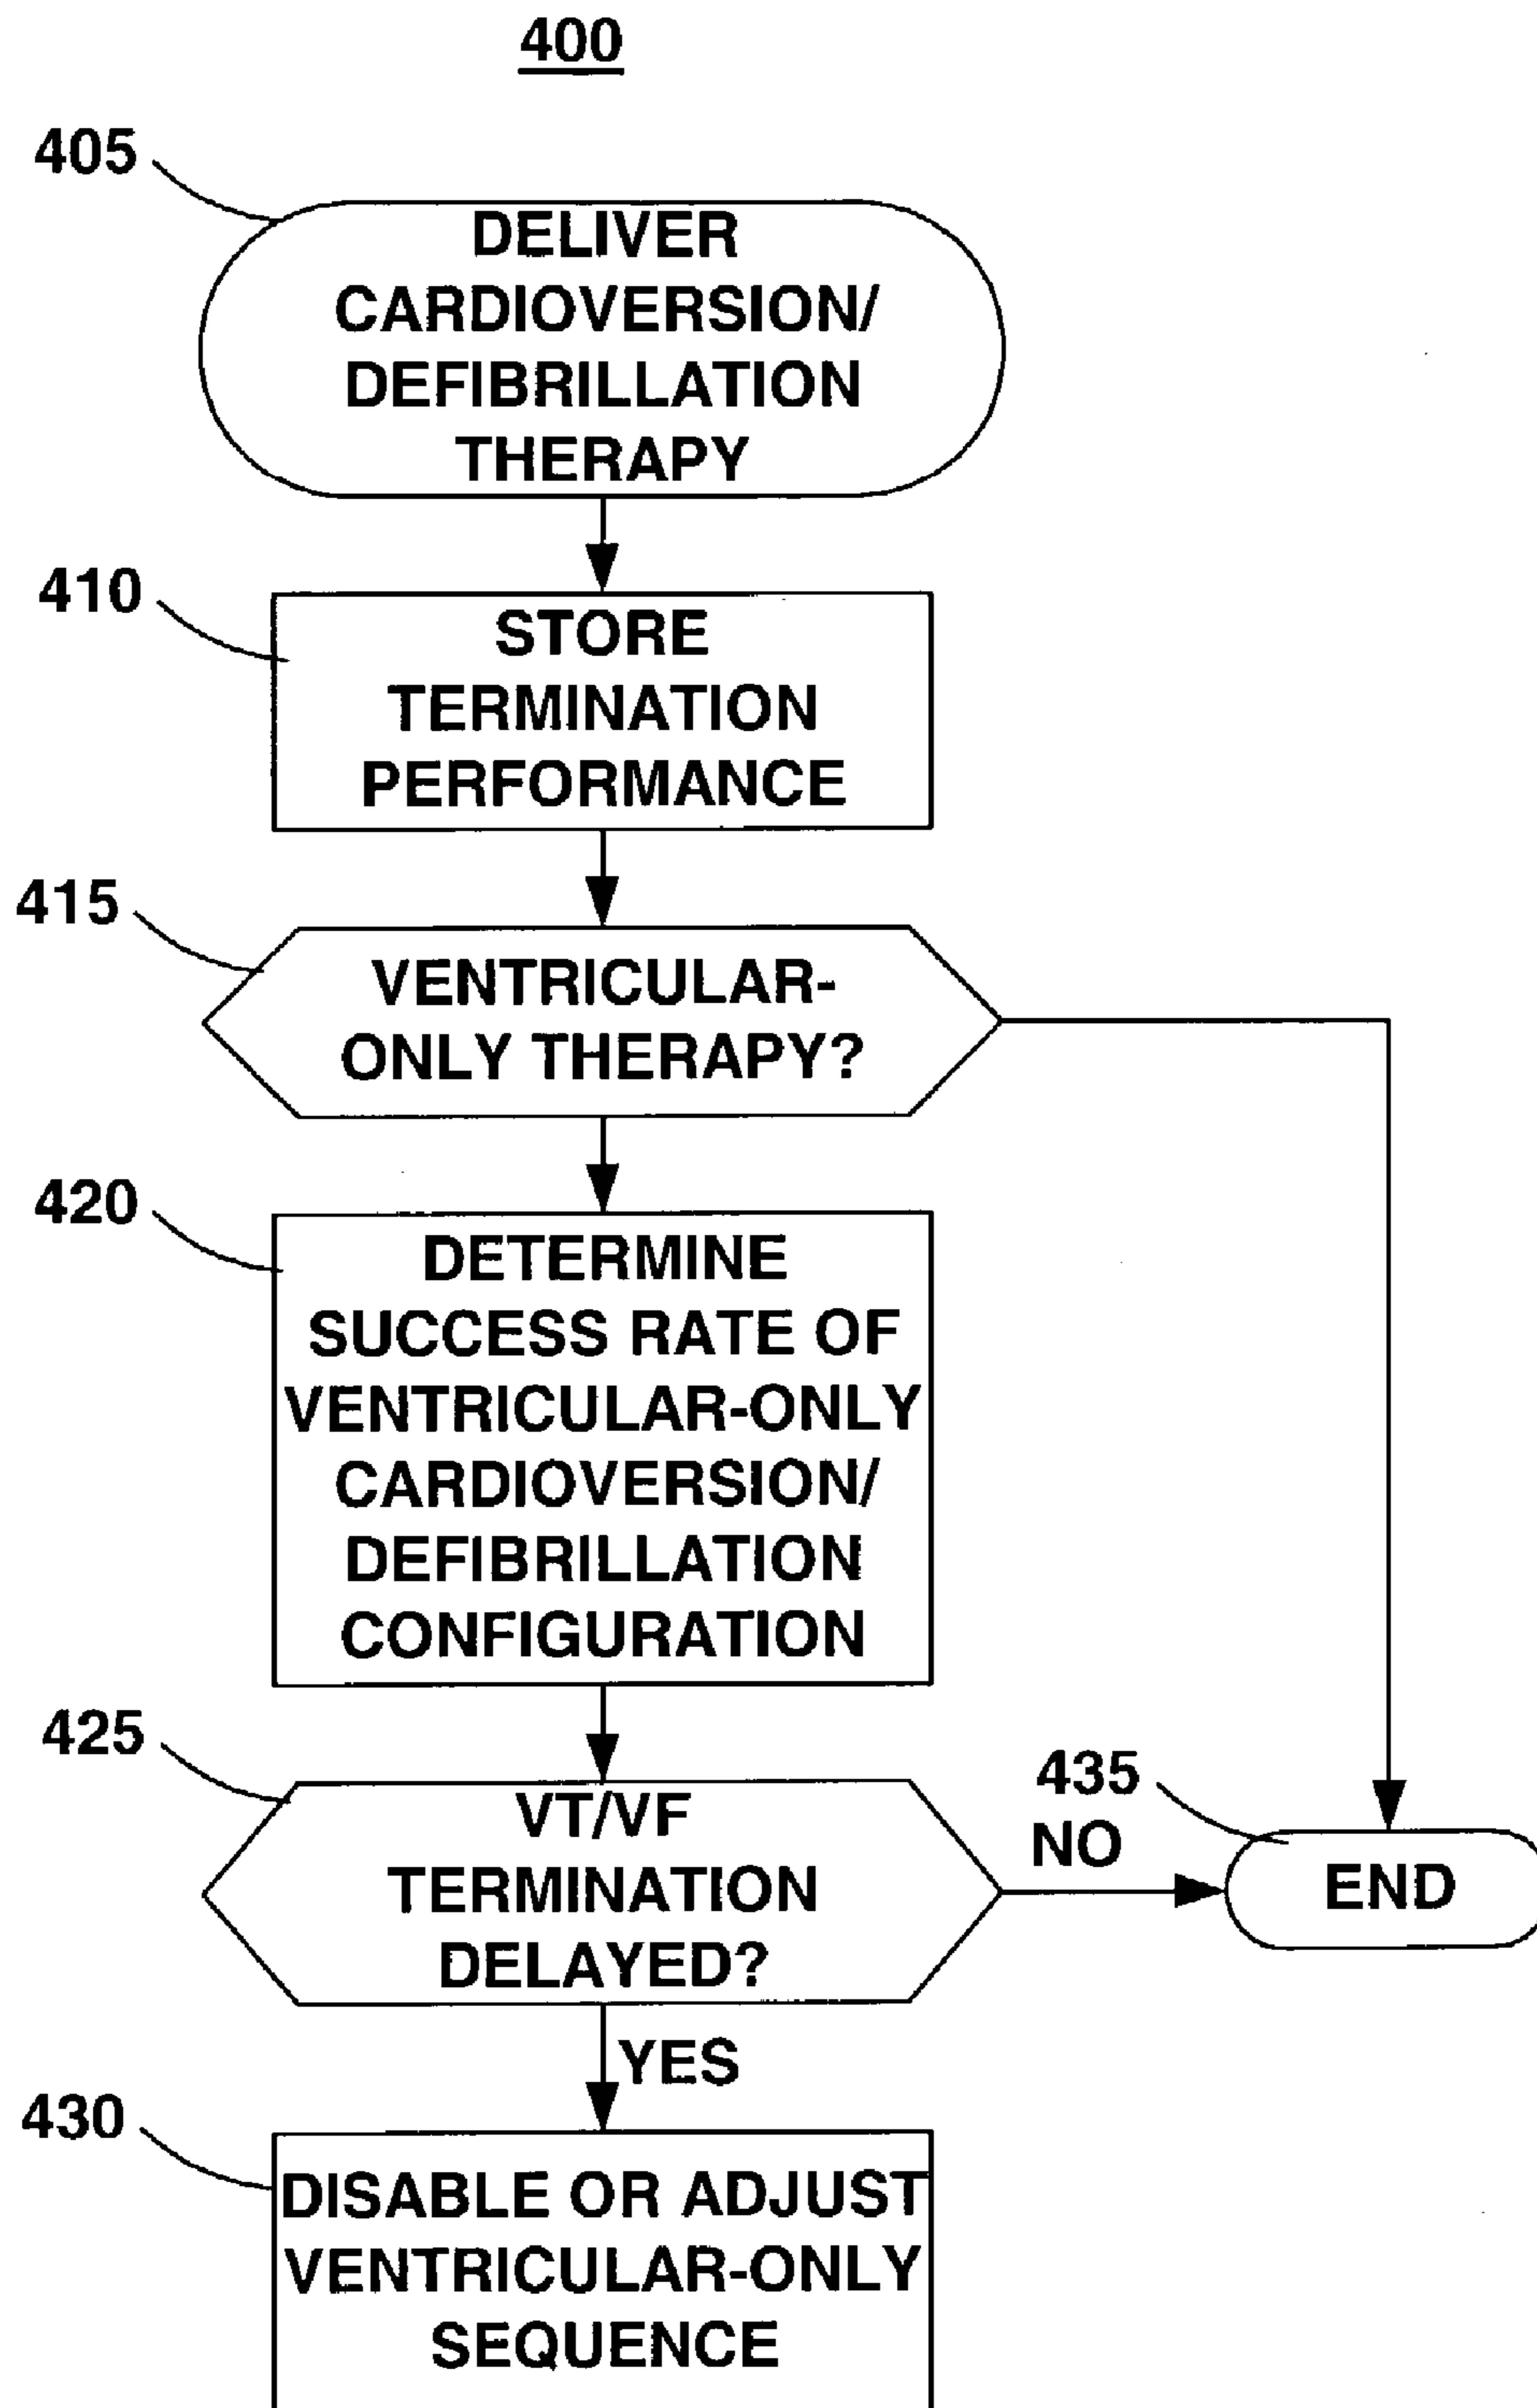 400
405
DELIVER
CARDIOVERSION/
DEFIBRILLATION
THERAPY
410
STORE
TERMINATION
PERFORMANCE
415
VENTRICULAR-
ONLY THERAPY?
420
DETERMINE
SUCCESS RATE OF
VENTRICULAR-ONLY
CARDIOVERSION/
DEFIBRILLATION
CONFIGURATION
425
VT/VF
TERMINATION
DELAYED?
435
NO
END
YES
430
DISABLE OR ADJUST
VENTRICULAR-ONLY
SEQUENCE